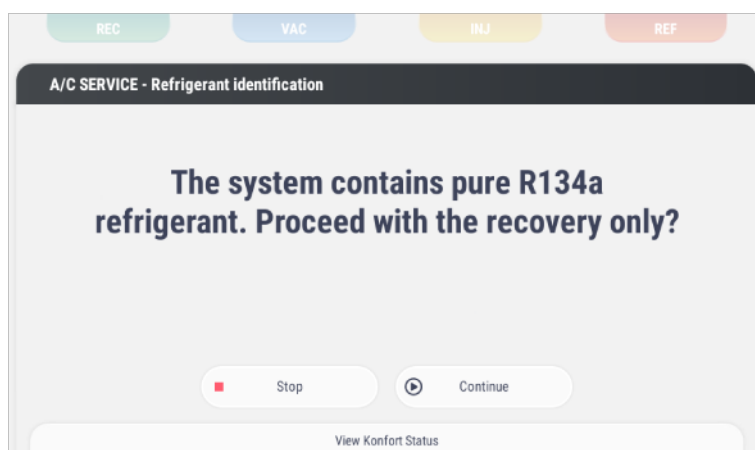 REC
VAC
INJ
REF
A/C SERVICE - Refrigerant identification
The system contains pure R134a
refrigerant. Proceed with the recovery only?
Stop
Continue
View Konfort Status